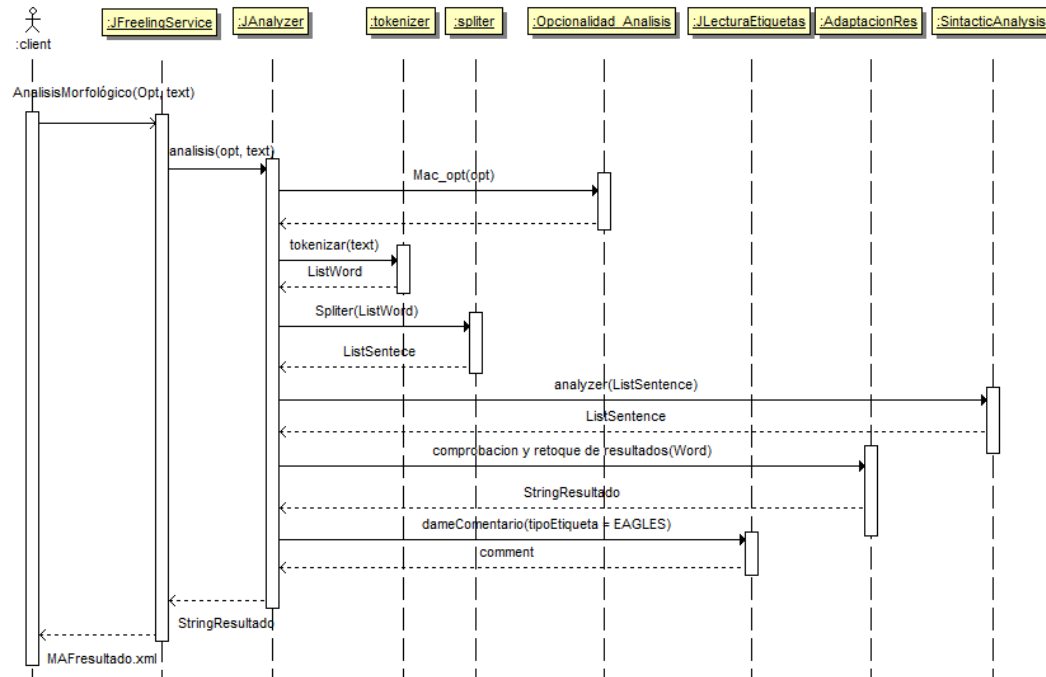 :client
:JFreelingService
:JAnalyzer
:tokenizer
:spliter
:Opcionalidad_Analisis
:JLecturaEtiquetas
:AdaptacionRes
:SintacticAnalysis
AnalisisMorfológico(Opt, text)
analisis(opt, text)
Mac_opt(opt)
tokenizar(text)
ListWord
Spliter(ListWord)
ListSentece
analyzer(ListSentence)
ListSentence
comprobacion y retoque de resultados(Word)
StringResultado
dameComentario(tipoEtiqueta = EAGLES)
comment
StringResultado
MAFresultado.xml